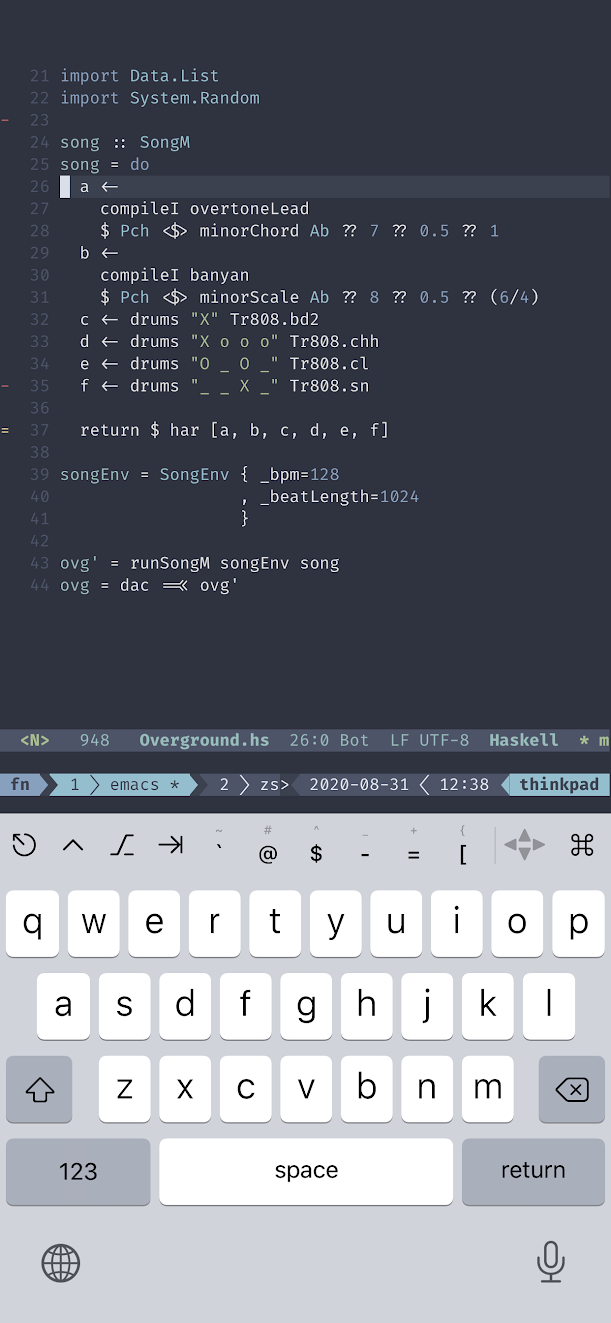 21 import Data.List
22 import System.Random
23
24 song :: SongM
25 song = do
26   a <-
27     compileI overtoneLead
28     $ Pch <$> minorChord Ab ?? 7 ?? 0.5 ?? 1
29   b <-
30     compileI banyan
31     $ Pch <$> minorScale Ab ?? 8 ?? 0.5 ?? (6/4)
32   c <- drums "X" Tr808.bd2
33   d <- drums "X o o o" Tr808.chh
34   e <- drums "O _ O _" Tr808.cl
35   f <- drums "_ _ X _" Tr808.sn
36
37   return $ har [a, b, c, d, e, f]
38
39 songEnv = SongEnv { _bpm=128
40                   , _beatLength=1024
41                   }
42
43 ovg' = runSongM songEnv song
44 ovg = dac =<< ovg'
<N> 948 Overground.hs 26:0 Bot LF UTF-8 Haskell * m
fn 1 emacs * 2 zs> 2020-08-31 12:38 thinkpad
~ # ^ _ + {
` @ $ - = [
q w e r t y u i o p
a s d f g h j k l
z x c v b n m
123 space return